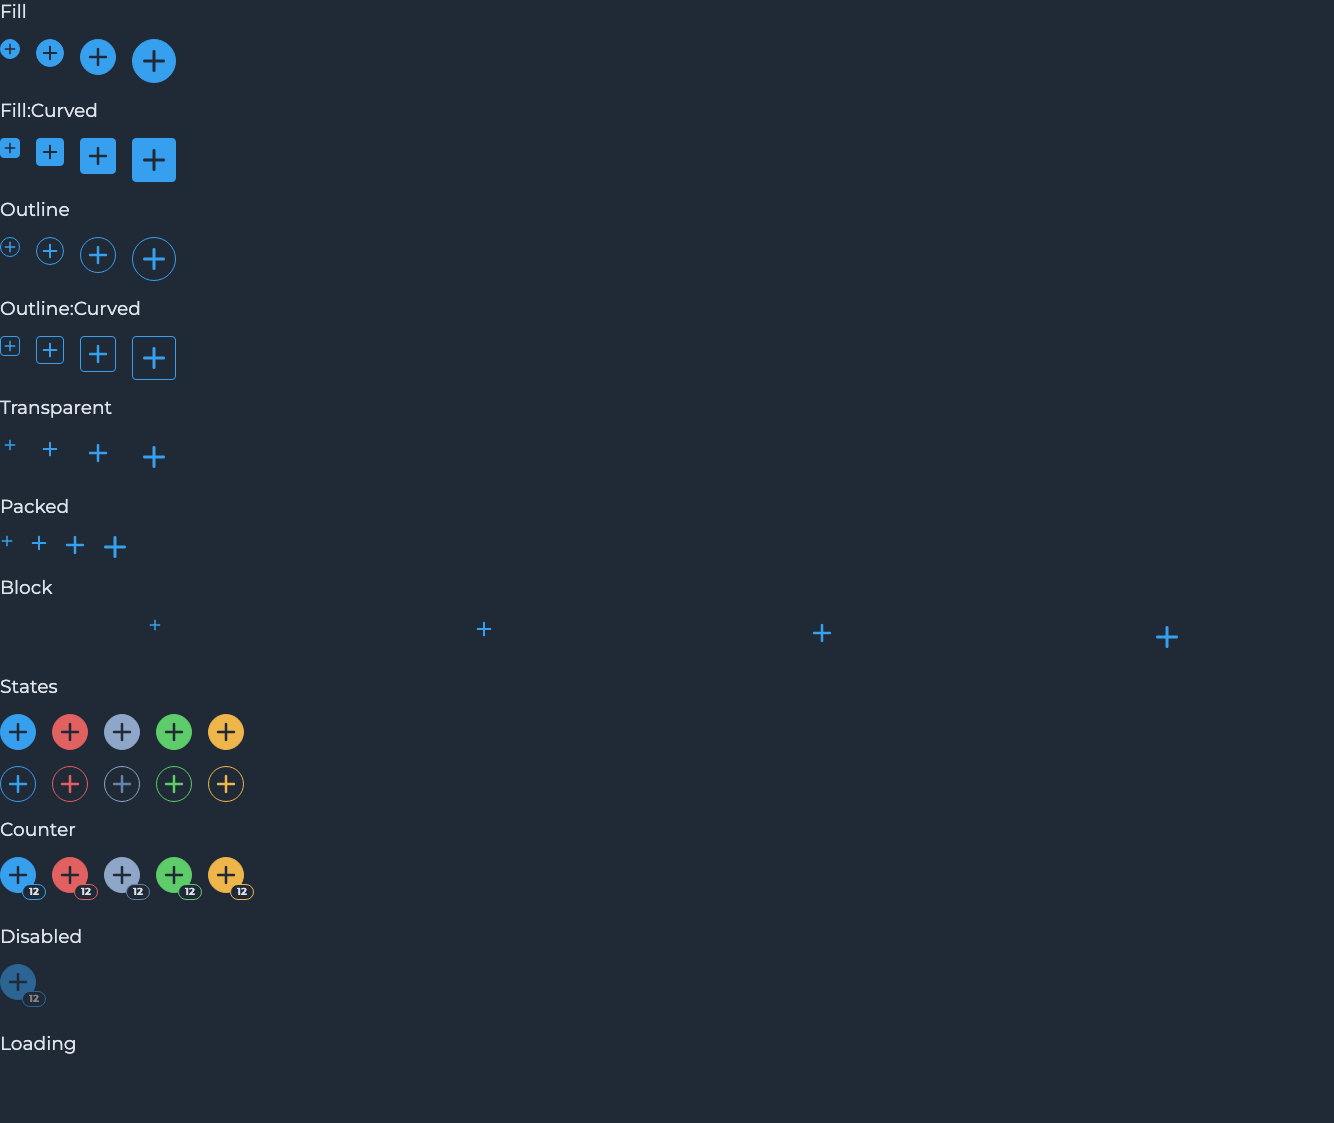 Fill
Fill:Curved
Outline
Outline:Curved
Transparent
Packed
Block
States
Counter
12 12 12 12 12
Disabled
12
Loading